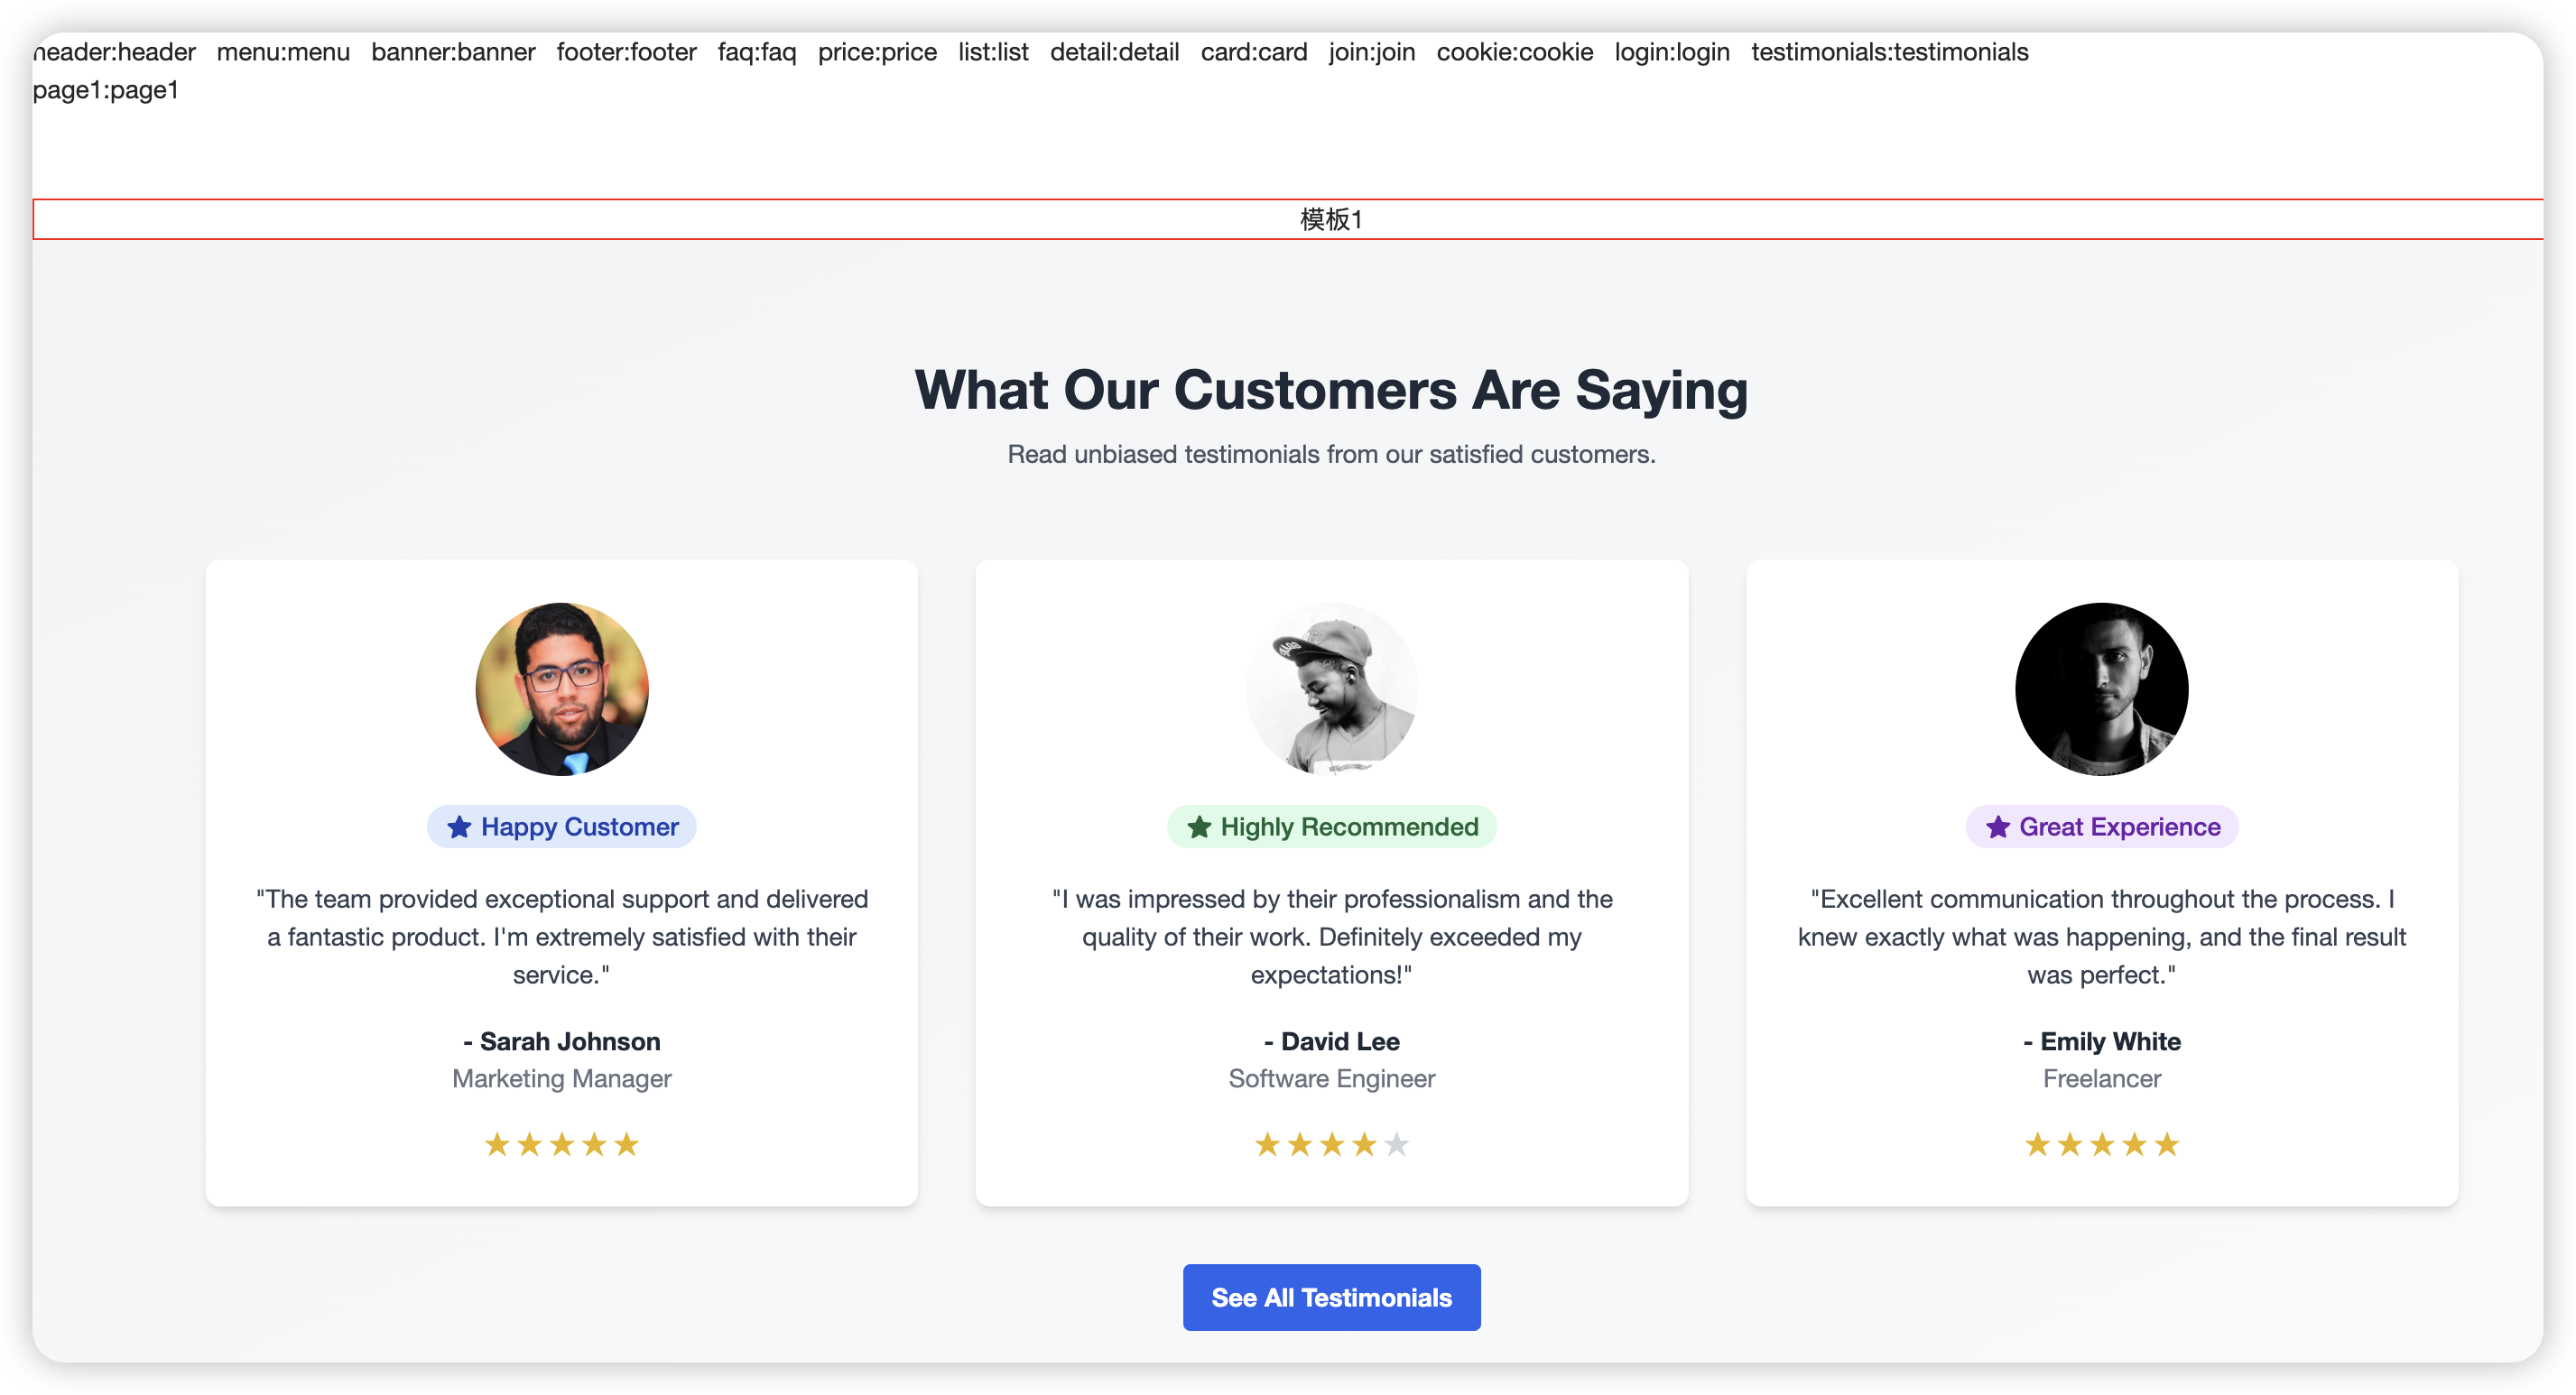 header:header menu:menu banner:banner footer:footer faq:faq price:price list:list detail:detail card:card join:join cookie:cookie login:login testimonials:testimonials
page1:page1
模板1
What Our Customers Are Saying
Read unbiased testimonials from our satisfied customers.
Happy Customer
"The team provided exceptional support and delivered
a fantastic product. I'm extremely satisfied with their
service."
- Sarah Johnson
Marketing Manager
Highly Recommended
"I was impressed by their professionalism and the
quality of their work. Definitely exceeded my
expectations!"
- David Lee
Software Engineer
Great Experience
"Excellent communication throughout the process. I
knew exactly what was happening, and the final result
was perfect."
- Emily White
Freelancer
See All Testimonials